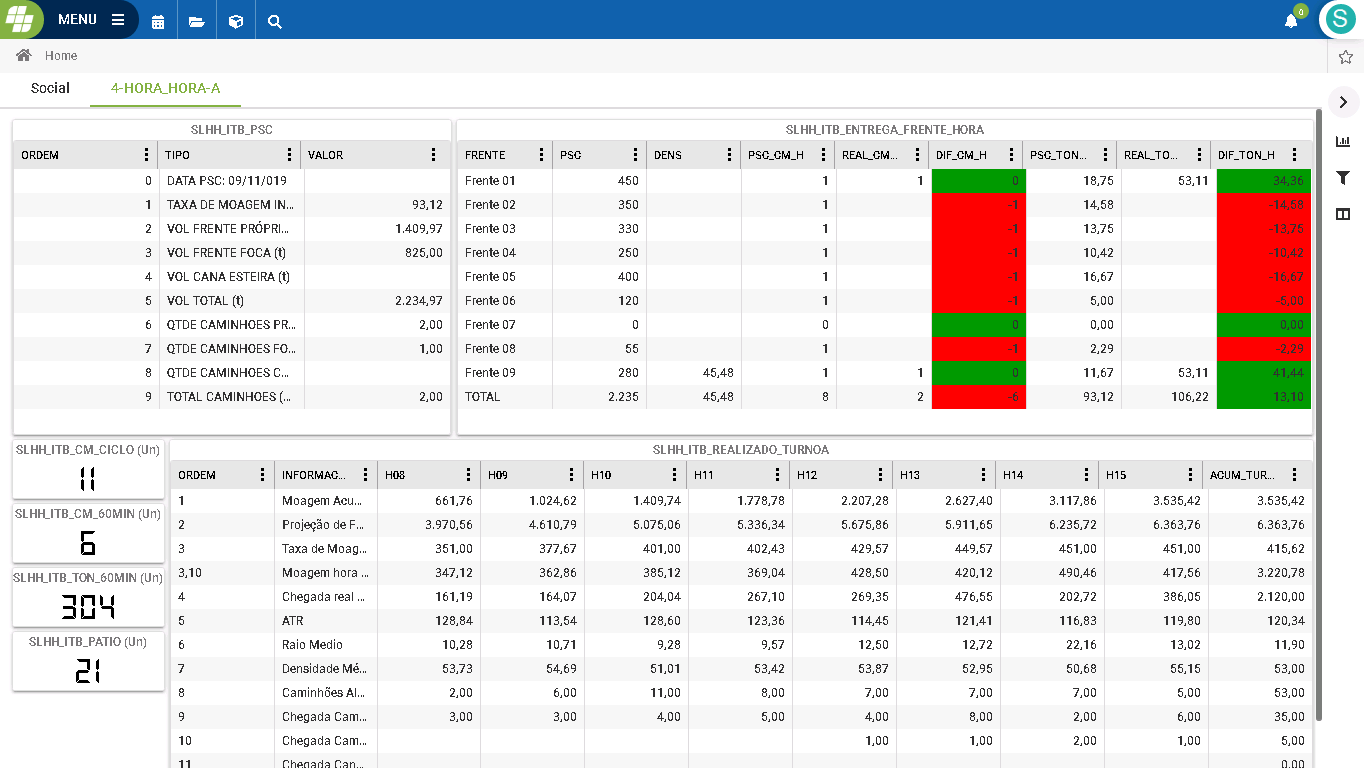 MENU
0
S
Home
Social 4-HORA_HORA-A
SLHH_ITB_PSC
ORDEM TIPO VALOR
0 DATA PSC: 09/11/019
1 TAXA DE MOAGEM IN... 93,12
2 VOL FRENTE PRÓPRI... 1.409,97
3 VOL FRENTE FOCA (t) 825,00
4 VOL CANA ESTEIRA (t)
5 VOL TOTAL (t) 2.234,97
6 QTDE CAMINHOES PR... 2,00
7 QTDE CAMINHOES FO... 1,00
8 QTDE CAMINHOES C...
9 TOTAL CAMINHOES (... 2,00
SLHH_ITB_ENTREGA_FRENTE_HORA
FRENTE PSC DENS PSC_CM_H REAL_CM... DIF_CM_H PSC_TON... REAL_TO... DIF_TON_H
Frente 01 450 1 1 0 18,75 53,11 34,36
Frente 02 350 1 -1 14,58 -14,58
Frente 03 330 1 -1 13,75 -13,75
Frente 04 250 1 -1 10,42 -10,42
Frente 05 400 1 -1 16,67 -16,67
Frente 06 120 1 -1 5,00 -5,00
Frente 07 0 0 0 0,00 0,00
Frente 08 55 1 -1 2,29 -2,29
Frente 09 280 45,48 1 1 0 11,67 53,11 41,44
TOTAL 2.235 45,48 8 2 -6 93,12 106,22 13,10
SLHH_ITB_CM_CICLO (Un)
11
SLHH_ITB_CM_60MIN (Un)
6
SLHH_ITB_TON_60MIN (Un)
304
SLHH_ITB_PATIO (Un)
21
SLHH_ITB_REALIZADO_TURNOA
ORDEM INFORMAC... H08 H09 H10 H11 H12 H13 H14 H15 ACUM_TUR...
1 Moagem Acu... 661,76 1.024,62 1.409,74 1.778,78 2.207,28 2.627,40 3.117,86 3.535,42 3.535,42
2 Projeção de F... 3.970,56 4.610,79 5.075,06 5.336,34 5.675,86 5.911,65 6.235,72 6.363,76 6.363,76
3 Taxa de Moag... 351,00 377,67 401,00 402,43 429,57 449,57 451,00 451,00 415,62
3,10 Moagem hora ... 347,12 362,86 385,12 369,04 428,50 420,12 490,46 417,56 3.220,78
4 Chegada real ... 161,19 164,07 204,04 267,10 269,35 476,55 202,72 386,05 2.120,00
5 ATR 128,84 113,54 128,60 123,36 114,45 121,41 116,83 119,80 120,34
6 Raio Medio 10,28 10,71 9,28 9,57 12,50 12,72 22,16 13,02 11,90
7 Densidade Mé... 53,73 54,69 51,01 53,42 53,87 52,95 50,68 55,15 53,00
8 Caminhões Al... 2,00 6,00 11,00 8,00 7,00 7,00 7,00 5,00 53,00
9 Chegada Cam... 3,00 3,00 4,00 5,00 4,00 8,00 2,00 6,00 35,00
10 Chegada Cam... 1,00 1,00 2,00 1,00 5,00
11 Chegada Can... 0,00